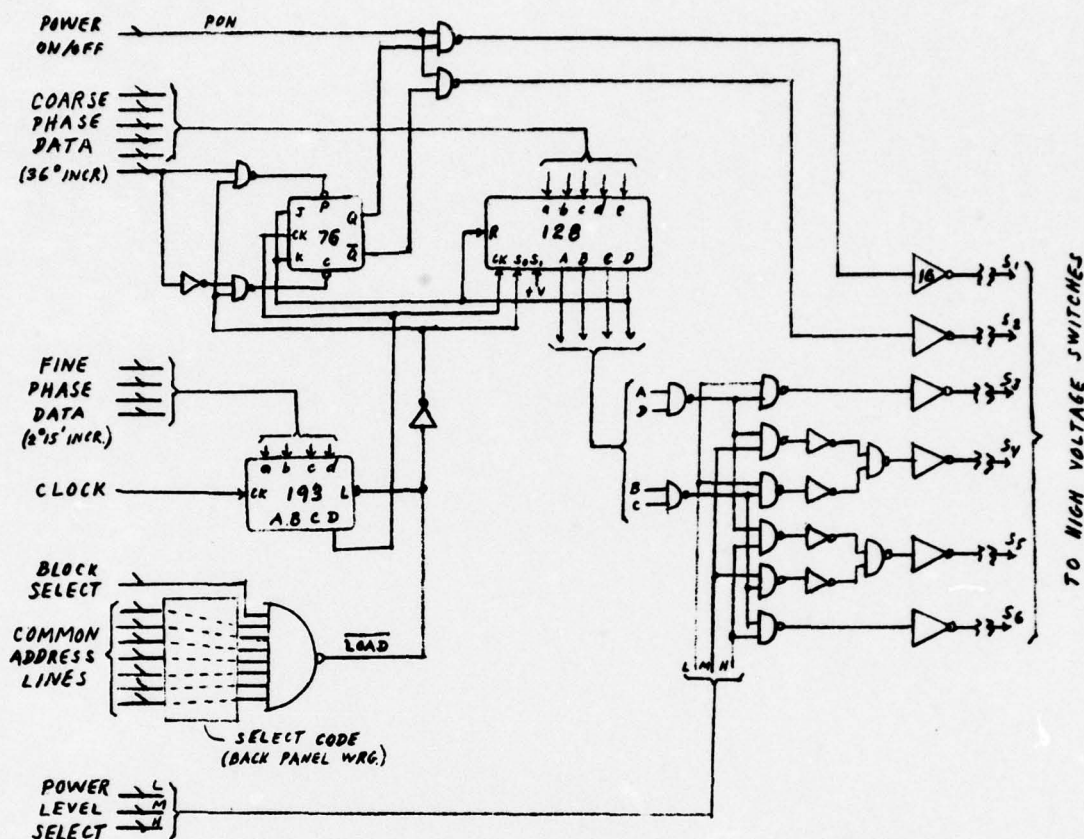 POWER
ON/OFF
PON
COARSE
PHASE
DATA
(36° INCR)
a b c d e
128
R
CK S0 S1 A B C D
+V
P
J Q
CK 76
K Q̅
C
FINE
PHASE
DATA
(2°15' INCR.)
a b c d
CLOCK
CK 193 L
A B C D
BLOCK
SELECT
COMMON
ADDRESS
LINES
L̅O̅A̅D̅
SELECT CODE
(BACK PANEL WRG.)
POWER
LEVEL
SELECT
L
M
H
A
D
B
C
L M H
16
S1
S2
S3
S4
S5
S6
TO HIGH VOLTAGE SWITCHES